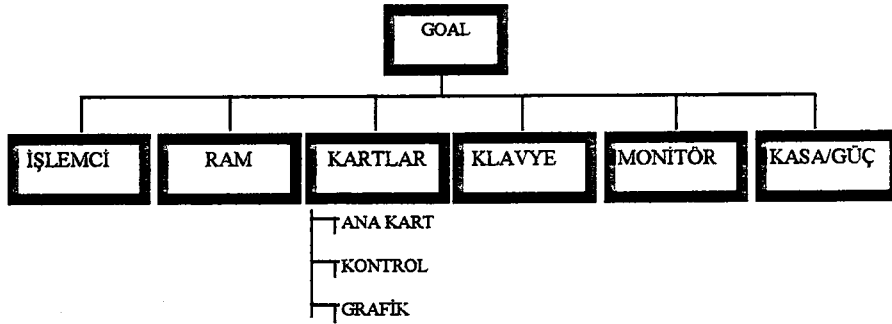 GOAL
İŞLEMCİ RAM KARTLAR KLAVYE MONİTÖR KASA/GÜÇ
ANA KART
KONTROL
GRAFİK